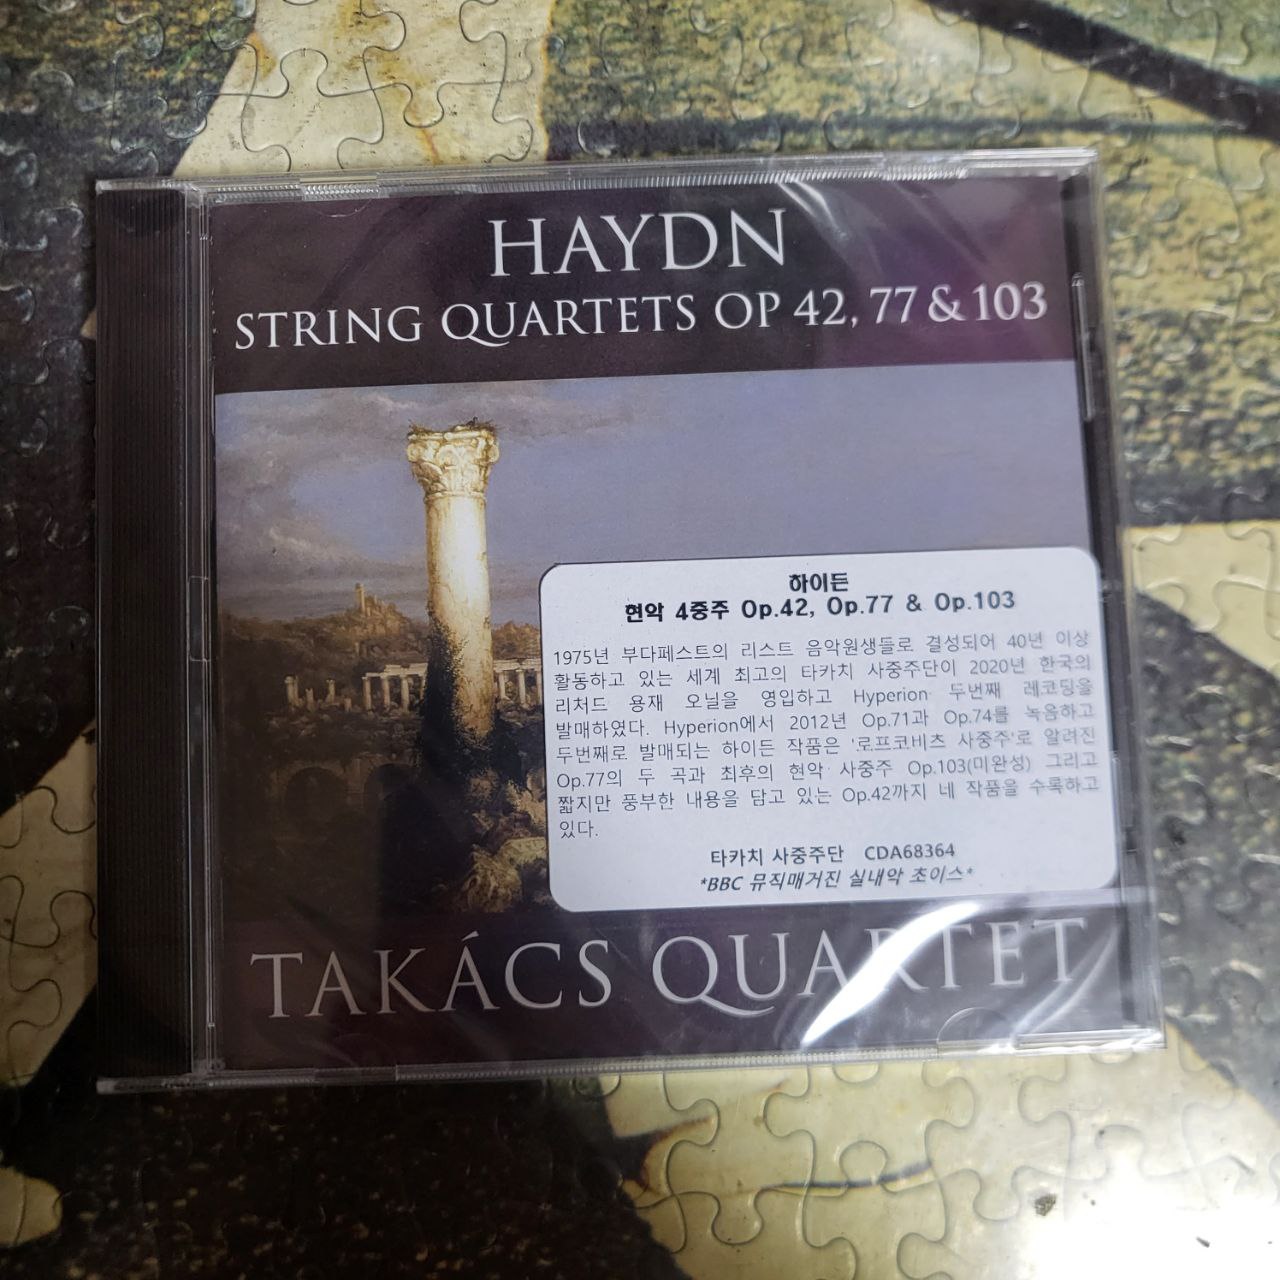 HAYDN
STRING QUARTETS OP 42, 77 & 103
하이든
현악 4중주 Op.42, Op.77 & Op.103
1975년 부다페스트의 리스트 음악원생들로 결성되어 40년 이상
활동하고 있는 세계 최고의 타카치 사중주단이 2020년 한국의
리처드 용재 오닐을 영입하고 Hyperion 두번째 레코딩을
발매하였다. Hyperion에서 2012년 Op.71과 Op.74를 녹음하고
두번째로 발매되는 하이든 작품은 '로프코비츠 사중주'로 알려진
Op.77의 두 곡과 최후의 현악 사중주 Op.103(미완성) 그리고
짧지만 풍부한 내용을 담고 있는 Op.42까지 네 작품을 수록하고
있다.
타카치 사중주단 CDA68364
*BBC 뮤직매거진 실내악 초이스*
TAKÁCS QUARTET